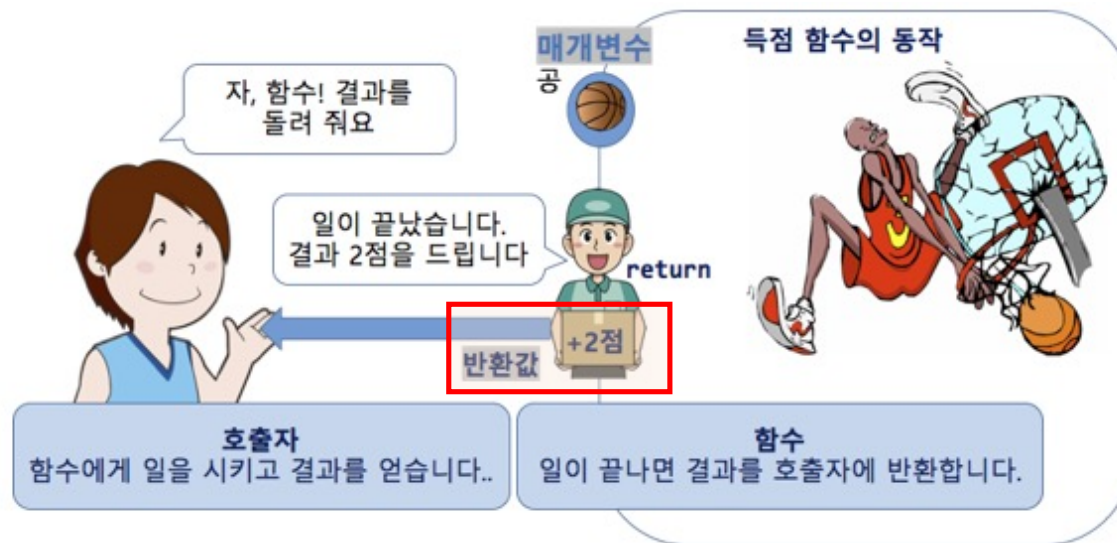 매개변수
공
득점 함수의 동작
자, 함수! 결과를
돌려 줘요
일이 끝났습니다.
결과 2점을 드립니다
return
+2점
반환값
호출자
함수에게 일을 시키고 결과를 얻습니다..
함수
일이 끝나면 결과를 호출자에 반환합니다.